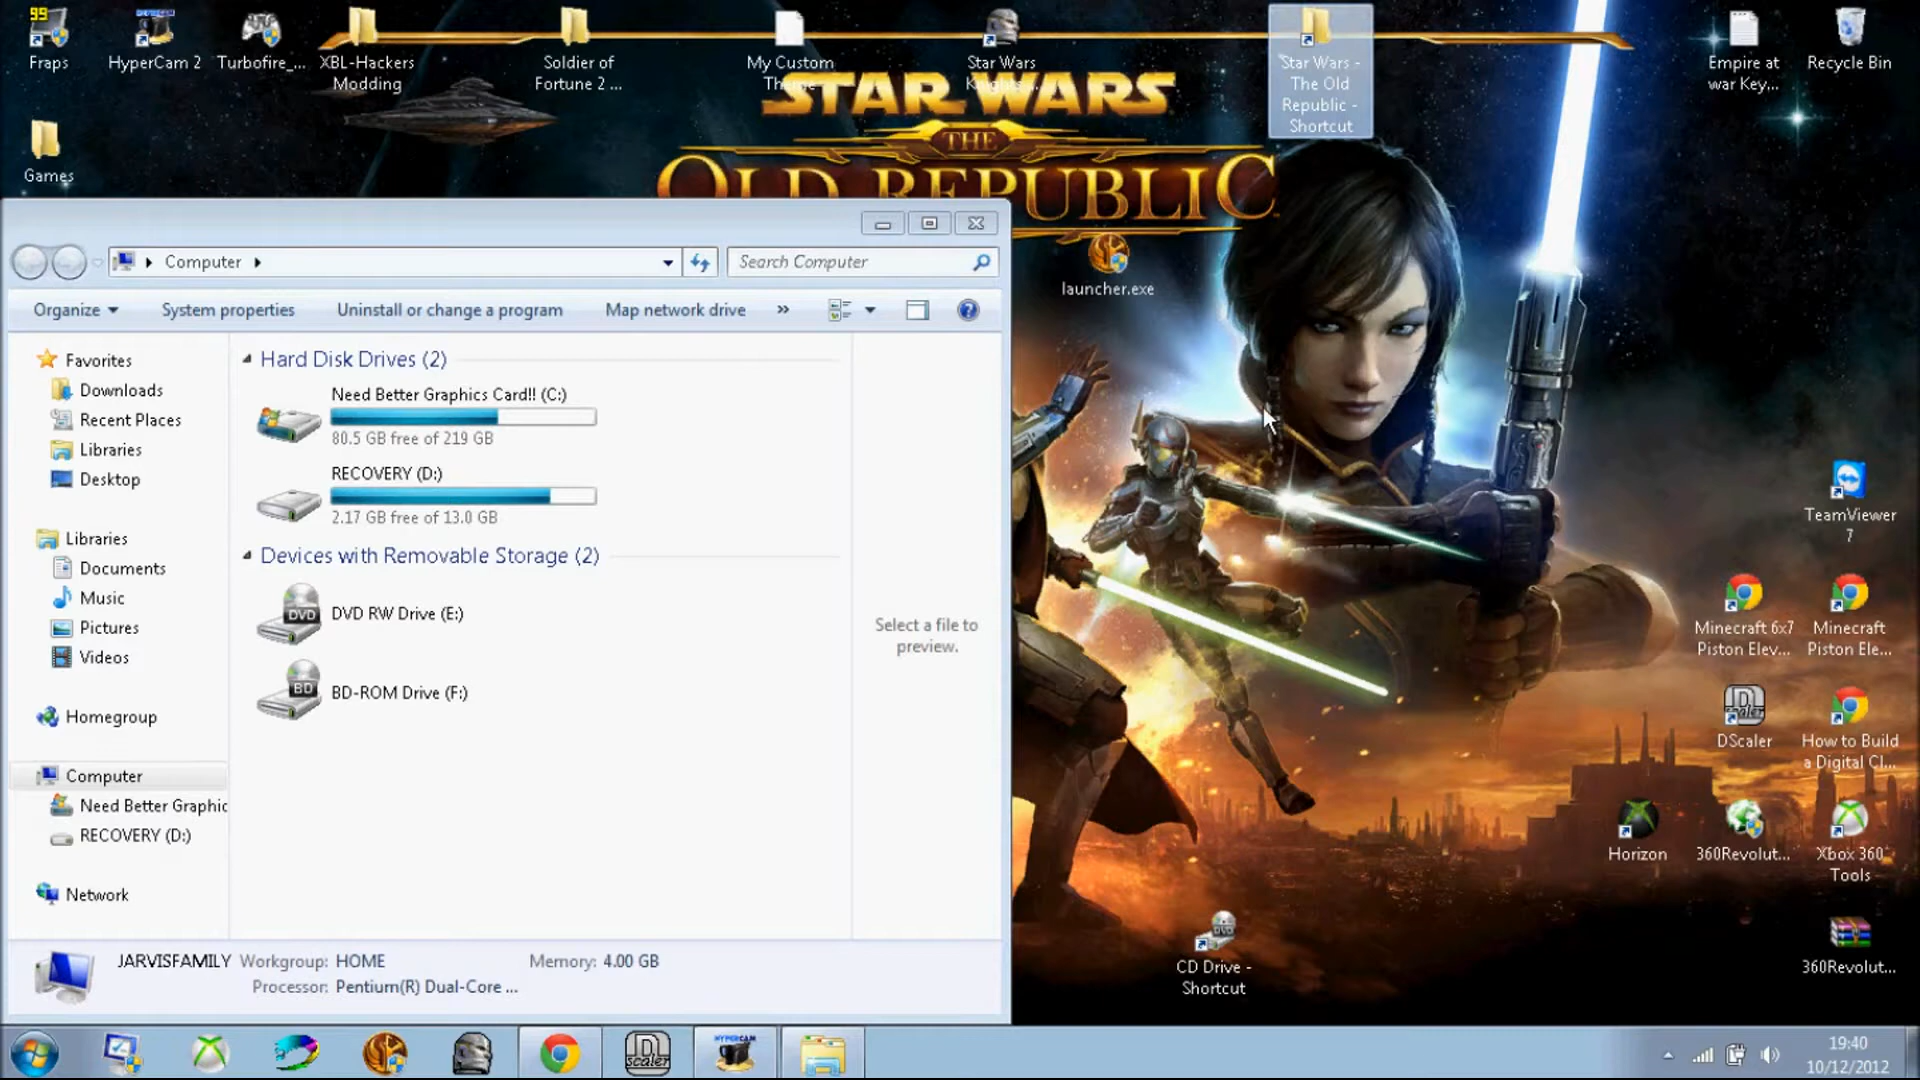 99
Fraps
HyperCam 2
Turbofire_...
XBL-Hackers
Modding
Soldier of
Fortune 2 ...
My Custom
Theme
Star Wars
Star Wars -
The Old
Republic -
Shortcut
Empire at
war Key...
Recycle Bin
Games
STAR WARS
THE
OLD REPUBLIC
launcher.exe
Computer
Search Computer
Organize
System properties
Uninstall or change a program
Map network drive
»
Favorites
Downloads
Recent Places
Libraries
Desktop
Libraries
Documents
Music
Pictures
Videos
Homegroup
Computer
Need Better Graphic
RECOVERY (D:)
Network
Hard Disk Drives (2)
Need Better Graphics Card!! (C:)
80.5 GB free of 219 GB
RECOVERY (D:)
2.17 GB free of 13.0 GB
Devices with Removable Storage (2)
DVD
DVD RW Drive (E:)
BD
BD-ROM Drive (F:)
Select a file to
preview.
JARVISFAMILY Workgroup: HOME Memory: 4.00 GB
Processor: Pentium(R) Dual-Core ...
TeamViewer
7
Minecraft 6x7
Piston Elev...
Minecraft
Piston Ele...
DScaler
How to Build
a Digital Cl...
Horizon
360Revolut...
Xbox 360
Tools
CD Drive -
Shortcut
360Revolut...
D
scaler
HYPERCAM
19:40
10/12/2012